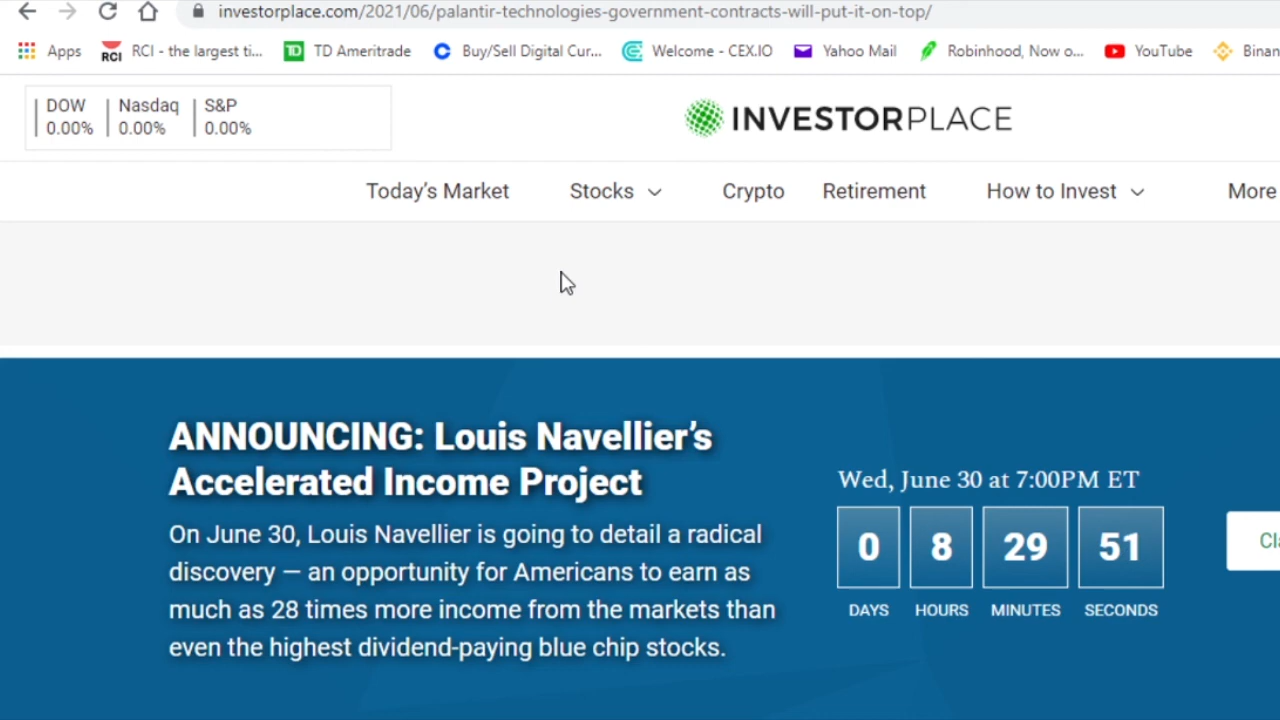 investorplace.com/2021/06/palantir-technologies-government-contracts-will-put-it-on-top/
Apps RCI RCI - the largest ti... TD TD Ameritrade Buy/Sell Digital Cur... Welcome - CEX.IO Yahoo Mail Robinhood, Now o... YouTube Binan
DOW Nasdaq S&P
0.00% 0.00% 0.00%
INVESTORPLACE
Today's Market Stocks Crypto Retirement How to Invest More
ANNOUNCING: Louis Navellier's
Accelerated Income Project
On June 30, Louis Navellier is going to detail a radical
discovery — an opportunity for Americans to earn as
much as 28 times more income from the markets than
even the highest dividend-paying blue chip stocks.
Wed, June 30 at 7:00PM ET
0 8 29 51
DAYS HOURS MINUTES SECONDS
Cla